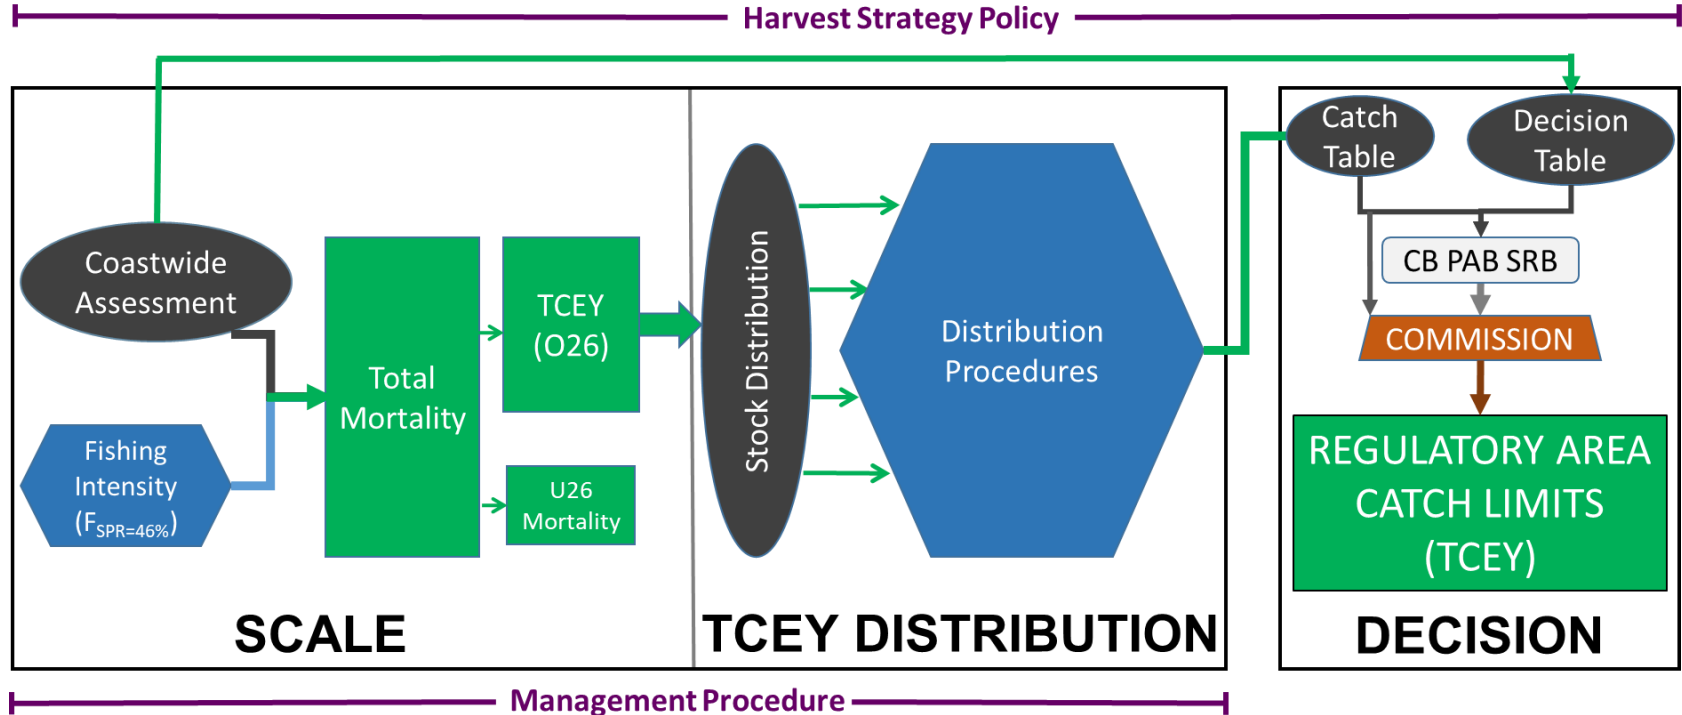 Harvest Strategy Policy
Coastwide
Assessment
Fishing
Intensity
(F_SPR=46%)
Total
Mortality
TCEY
(O26)
U26
Mortality
SCALE
Stock Distribution
Distribution
Procedures
TCEY DISTRIBUTION
Catch
Table
Decision
Table
CB PAB SRB
COMMISSION
REGULATORY AREA
CATCH LIMITS
(TCEY)
DECISION
Management Procedure